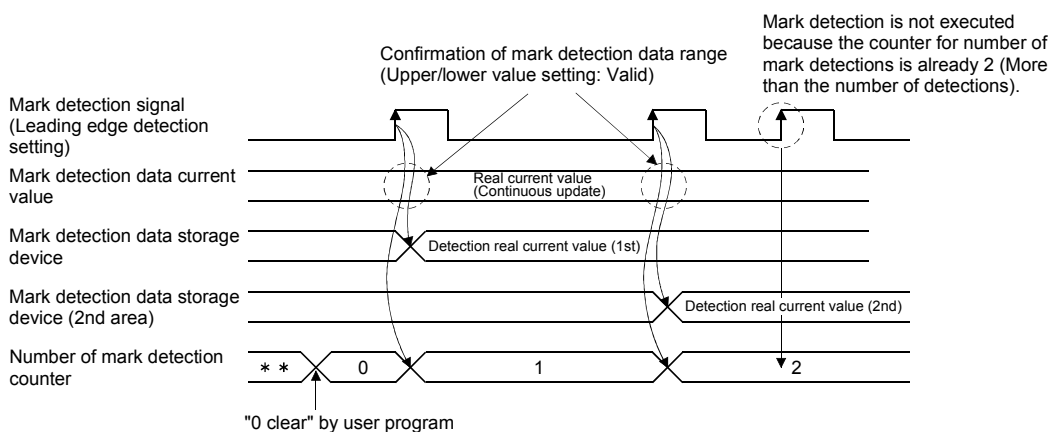 Mark detection is not executed
because the counter for number of
mark detections is already 2 (More
than the number of detections).
Confirmation of mark detection data range
(Upper/lower value setting: Valid)
Mark detection signal
(Leading edge detection
setting)
Mark detection data current
value
Real current value
(Continuous update)
Mark detection data storage
device
Detection real current value (1st)
Mark detection data storage
device (2nd area)
Detection real current value (2nd)
Number of mark detection
counter
* *
0
1
2
"0 clear" by user program